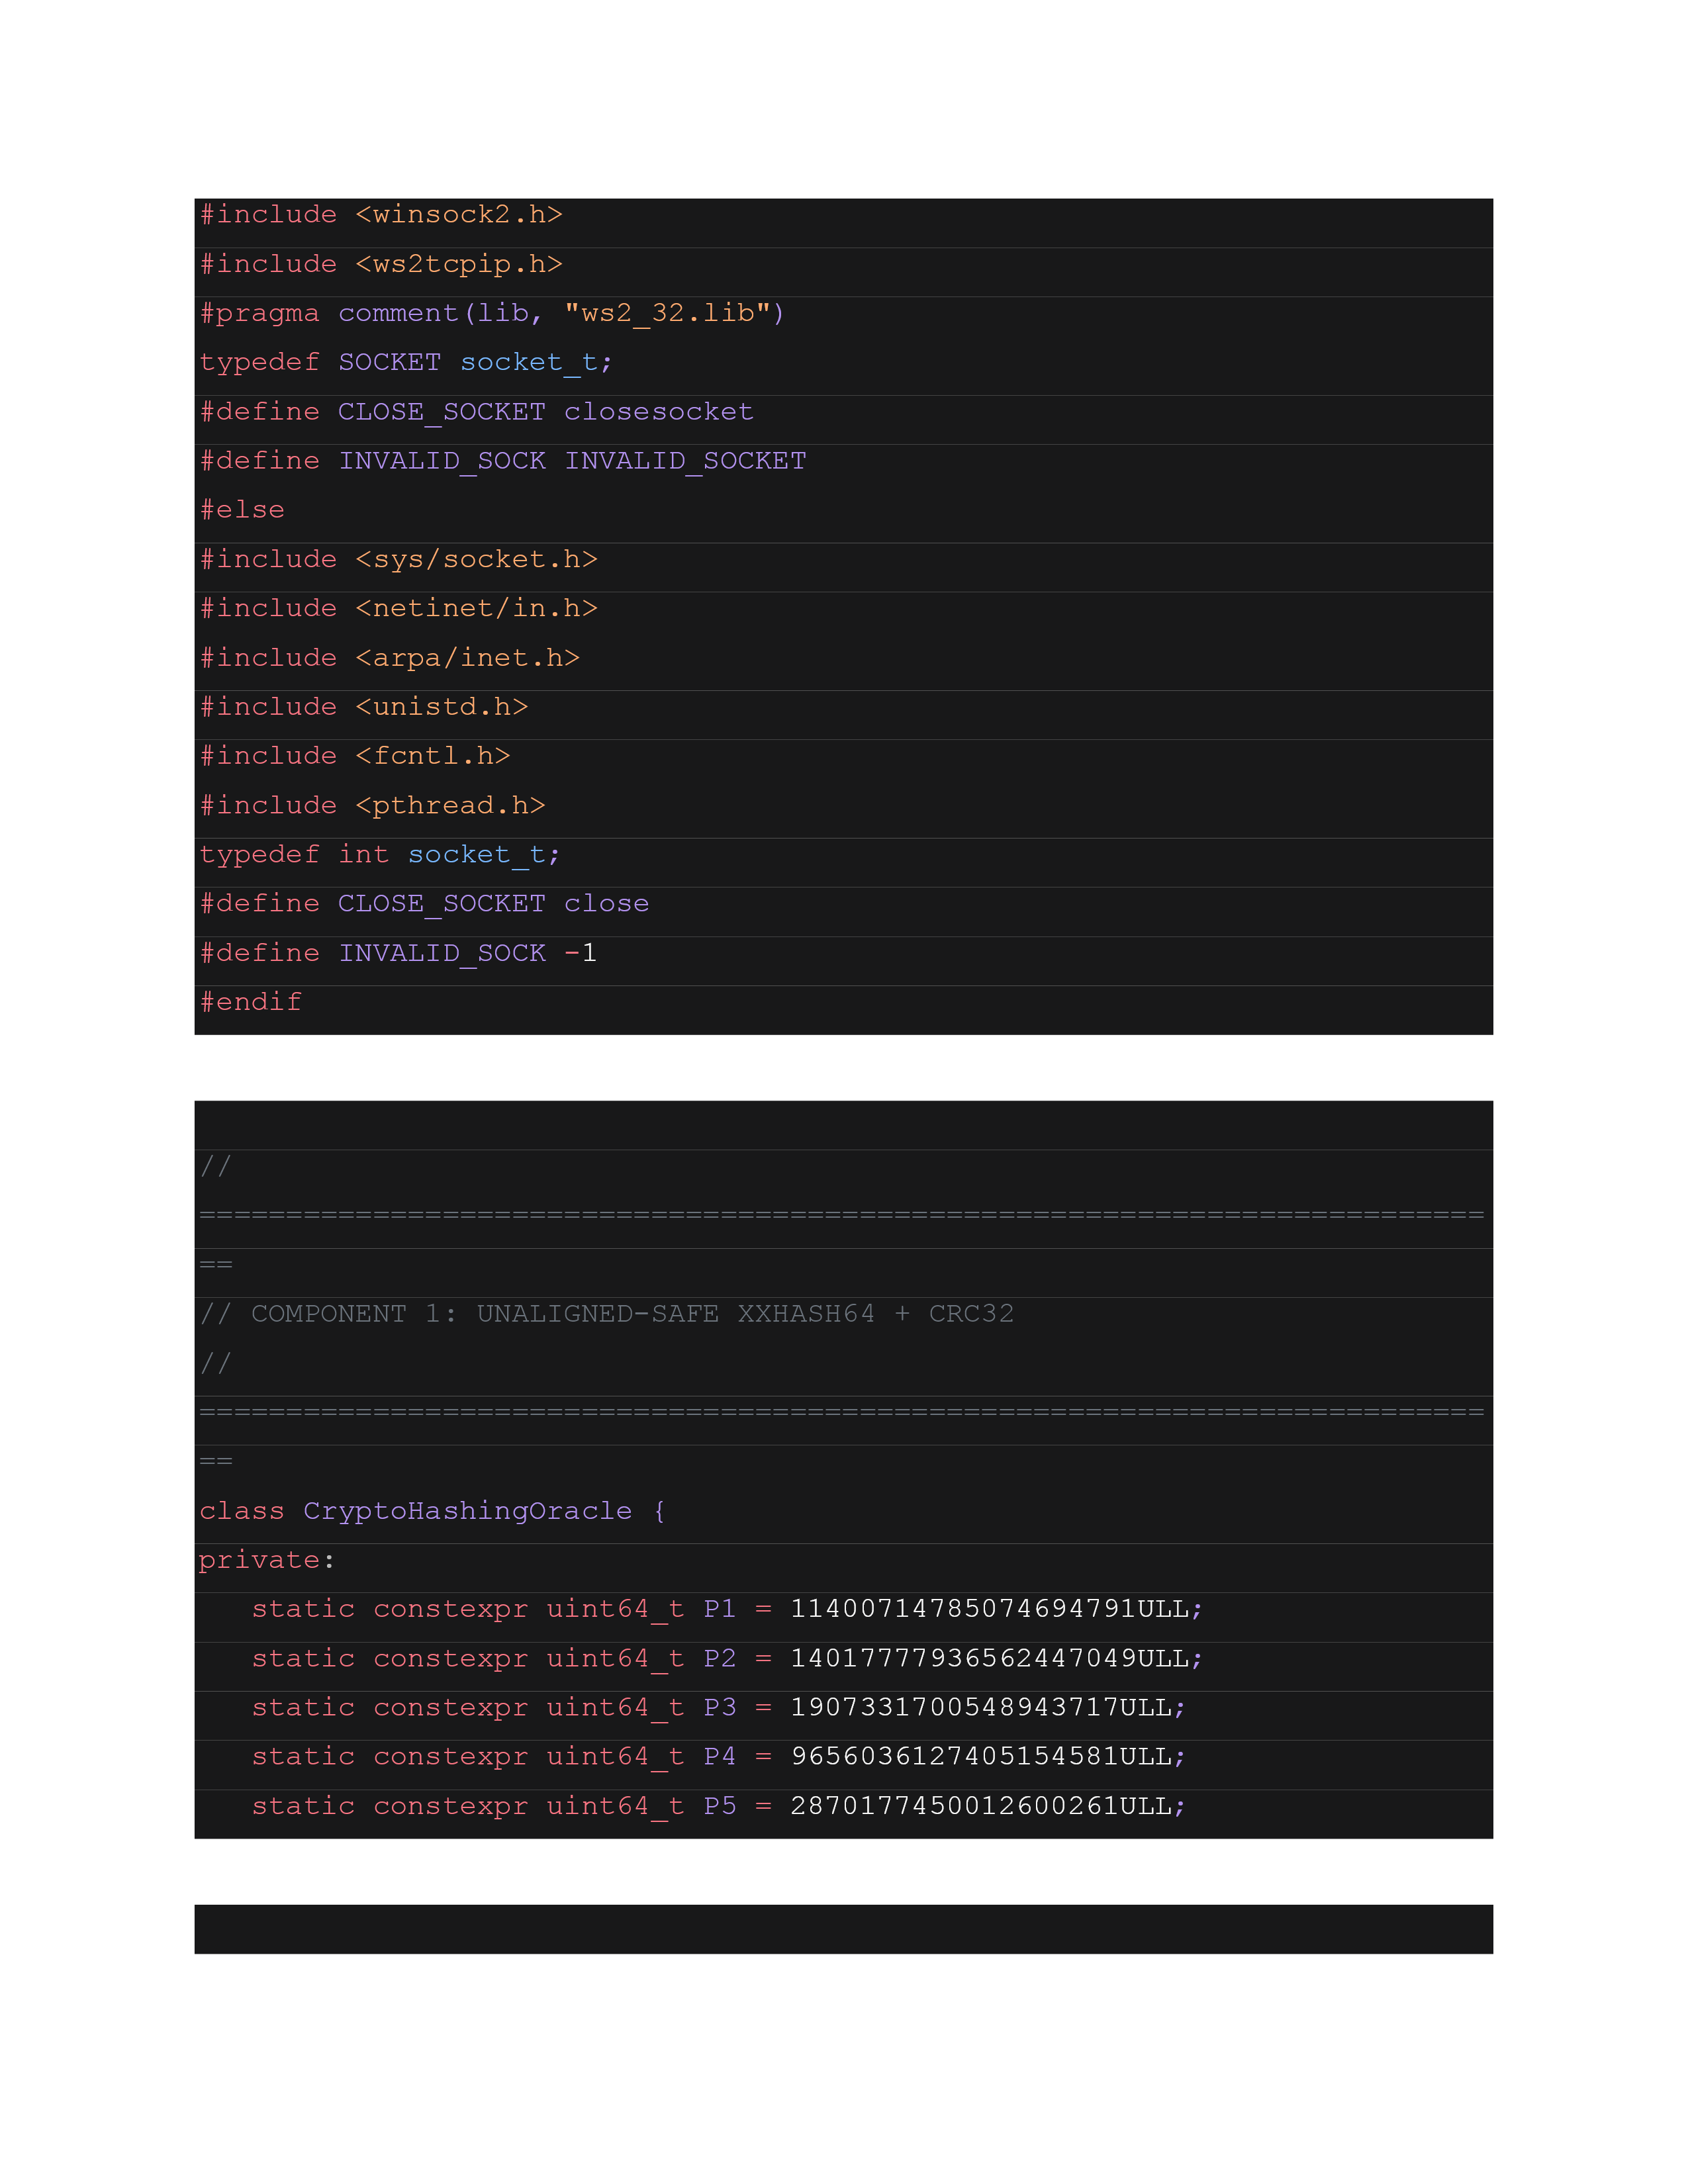 #include <winsock2.h>
#include <ws2tcpip.h>
#pragma comment(lib, "ws2_32.lib")
typedef SOCKET socket_t;
#define CLOSE_SOCKET closesocket
#define INVALID_SOCK INVALID_SOCKET
#else
#include <sys/socket.h>
#include <netinet/in.h>
#include <arpa/inet.h>
#include <unistd.h>
#include <fcntl.h>
#include <pthread.h>
typedef int socket_t;
#define CLOSE_SOCKET close
#define INVALID_SOCK -1
#endif
//
==========================================================================
==
// COMPONENT 1: UNALIGNED-SAFE XXHASH64 + CRC32
//
==========================================================================
==
class CryptoHashingOracle {
private:
   static constexpr uint64_t P1 = 11400714785074694791ULL;
   static constexpr uint64_t P2 = 14017777936562447049ULL;
   static constexpr uint64_t P3 = 1907331700548943717ULL;
   static constexpr uint64_t P4 = 9656036127405154581ULL;
   static constexpr uint64_t P5 = 2870177450012600261ULL;